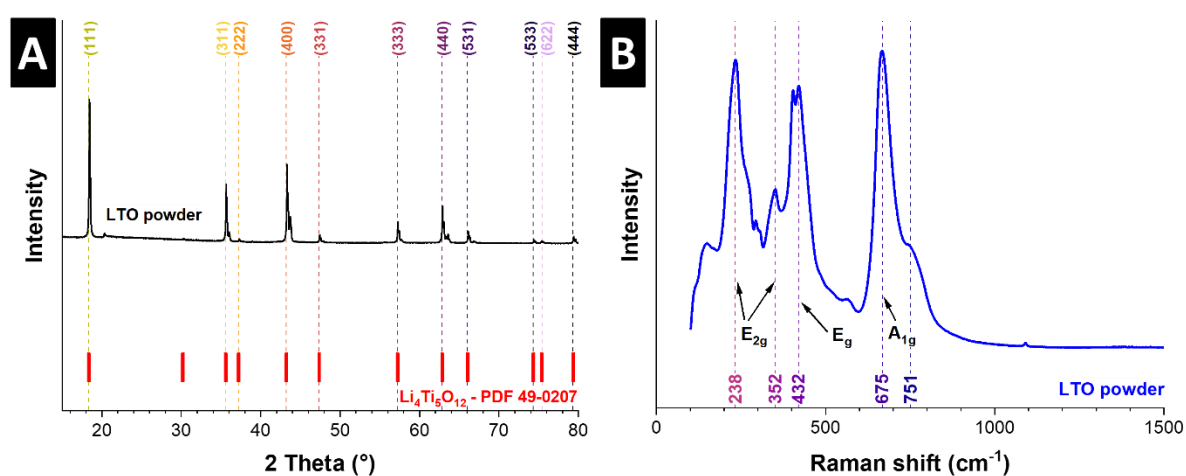 A
(111)
(311)
(222)
(400)
(331)
(333)
(440)
(531)
(533)
(622)
(444)
LTO powder
Li₄Ti₅O₁₂ - PDF 49-0207
Intensity
20
30
40
50
60
70
80
2 Theta (°)
B
E₂g
Eg
A₁g
238
352
432
675
751
LTO powder
Intensity
0
500
1000
1500
Raman shift (cm⁻¹)